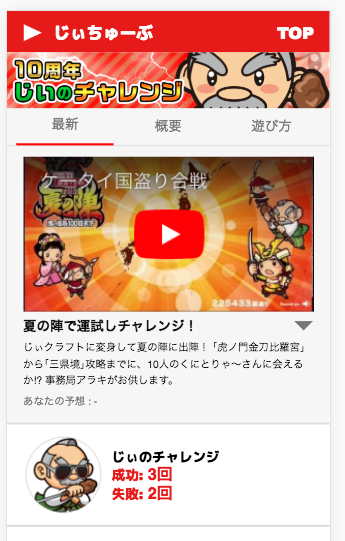 じぃちゅーぶ
TOP
10周年
じぃのチャレンジ
最新
概要
遊び方
ケータイ国盗り合戦
夏の陣
225433
夏の陣で運試しチャレンジ！
じぃクラフトに変身して夏の陣に出陣！「虎ノ門金刀比羅宮」
から「三県境」攻略までに、10人のくにとりゃ〜さんに会える
か!? 事務局アラキがお供します。
あなたの予想 : -
じぃのチャレンジ
成功: 3回
失敗: 2回